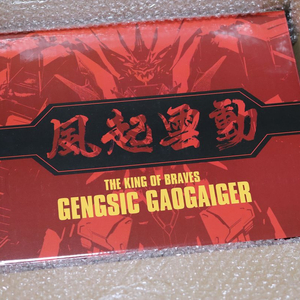 風起雲動
THE KING OF BRAVES
GENGSIC GAOGAIGER